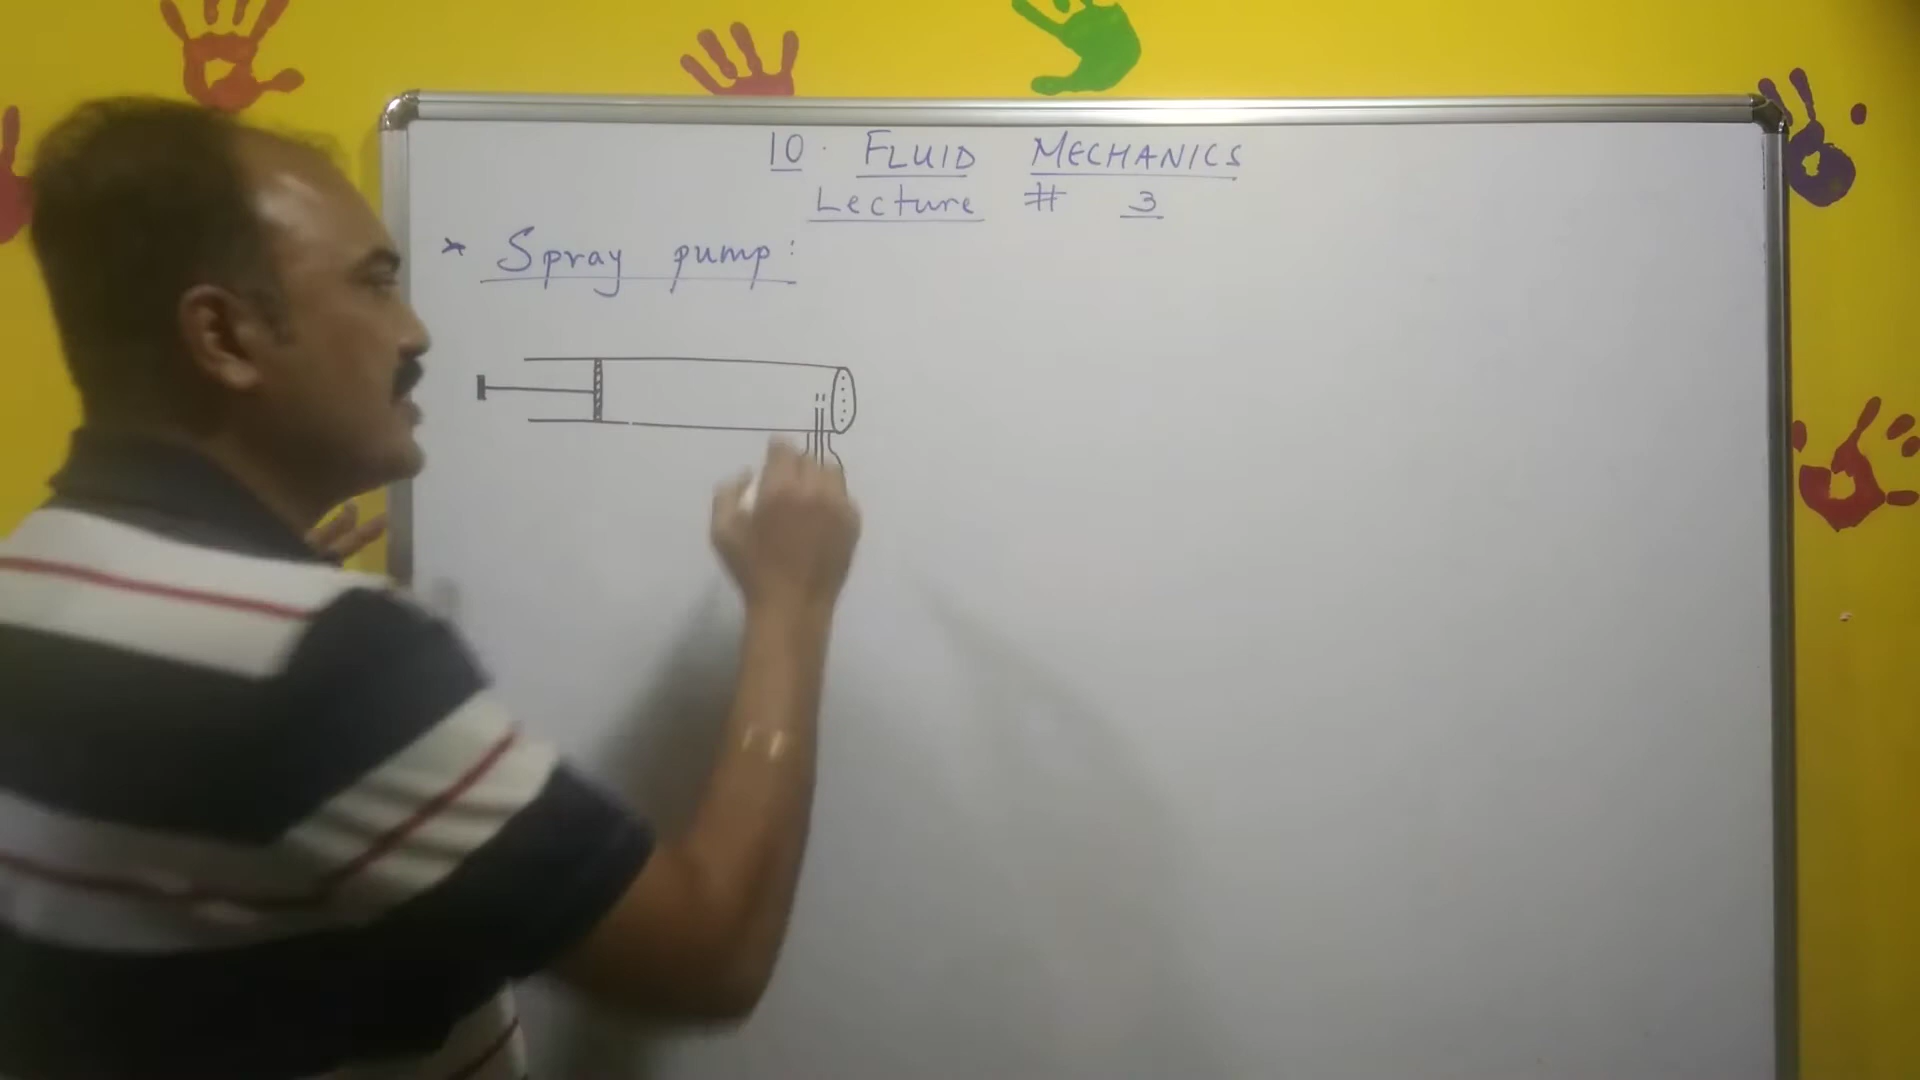 10. FLUID MECHANICS
Lecture # 3
* Spray pump: